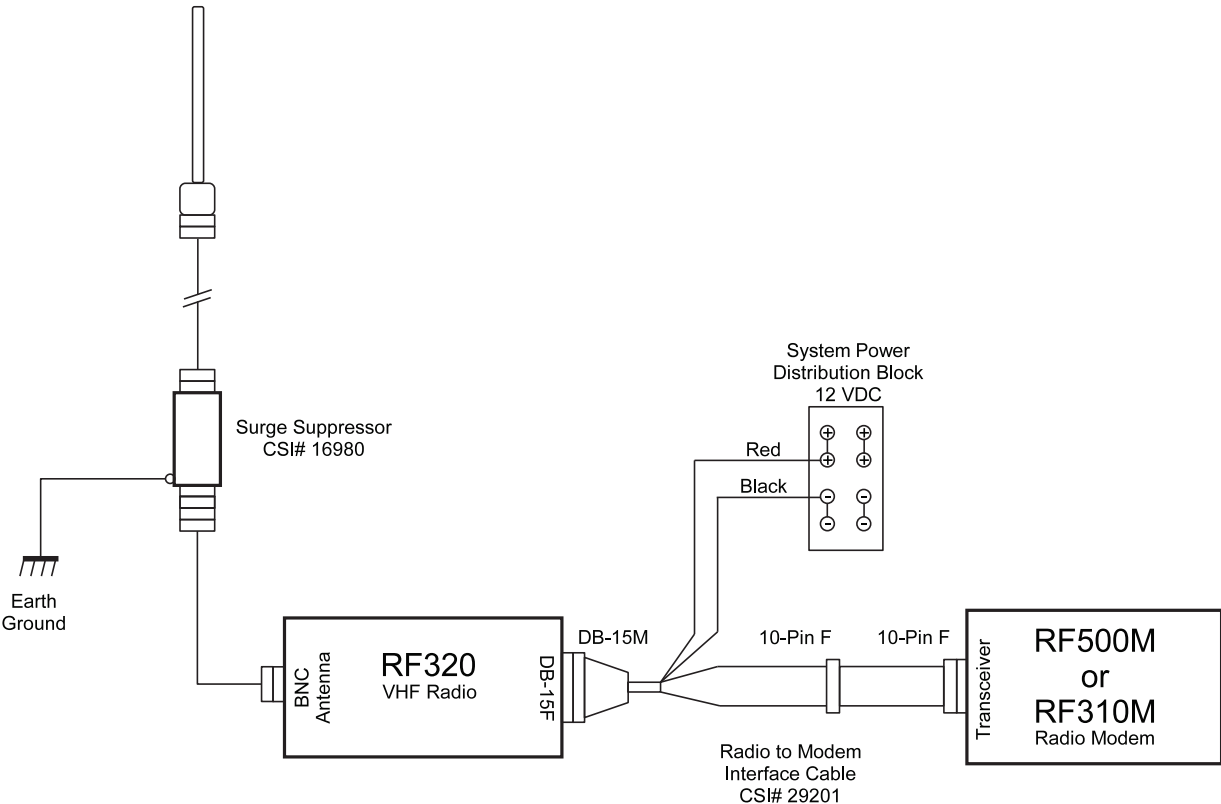 System Power
Distribution Block
12 VDC
Surge Suppressor
CSI# 16980
Red
Black
+ +
+ +
- -
- -
Earth
Ground
BNC
Antenna
RF320
VHF Radio
DB-15F
DB-15M
10-Pin F
10-Pin F
Transceiver
RF500M
or
RF310M
Radio Modem
Radio to Modem
Interface Cable
CSI# 29201